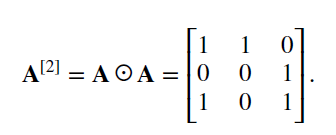 1 1 0
A[2] = A ⊙ A = 0 0 1 .
1 0 1